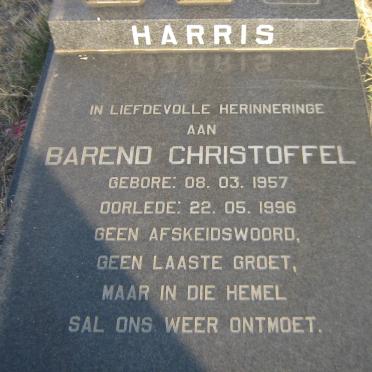 HARRIS
IN LIEFDEVOLLE HERINNERINGE
AAN
BAREND CHRISTOFFEL
GEBORE: 08. 03. 1957
OORLEDE: 22. 05. 1996
GEEN AFSKEIDSWOORD,
GEEN LAASTE GROET,
MAAR IN DIE HEMEL
SAL ONS WEER ONTMOET.